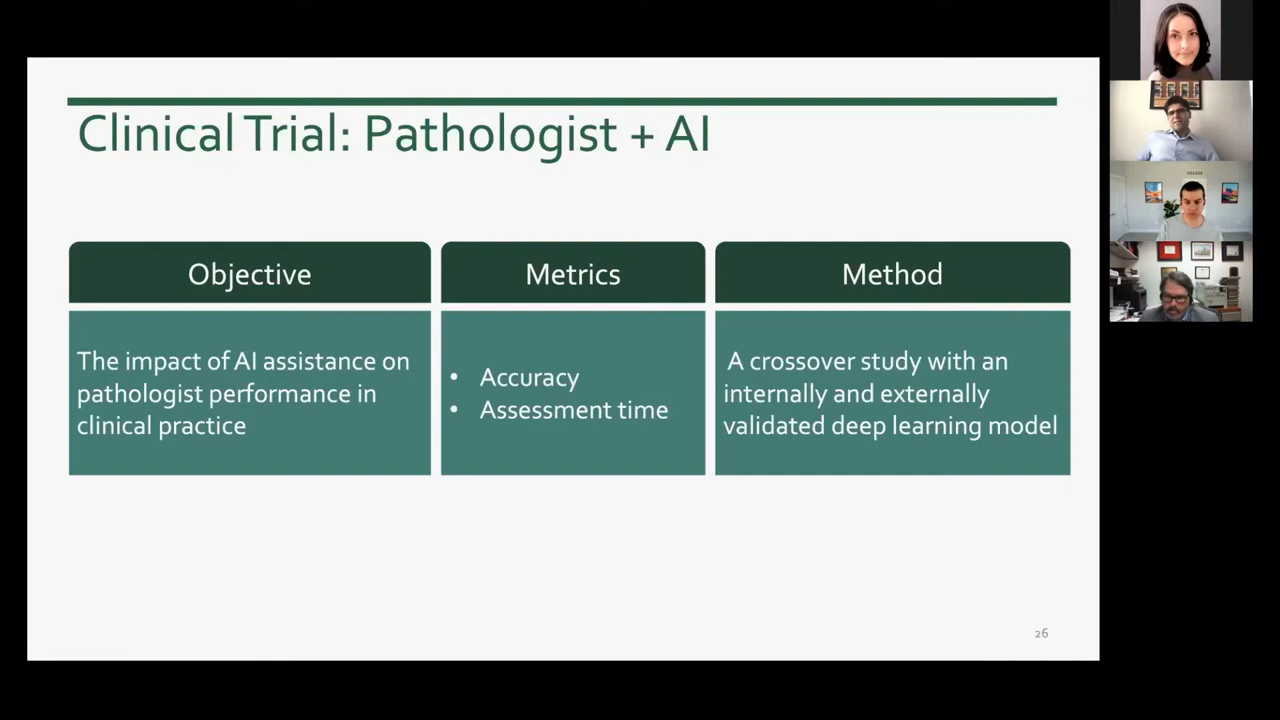 Clinical Trial: Pathologist + AI
Objective
Metrics
Method
The impact of AI assistance on
pathologist performance in
clinical practice
• Accuracy
• Assessment time
A crossover study with an
internally and externally
validated deep learning model
26